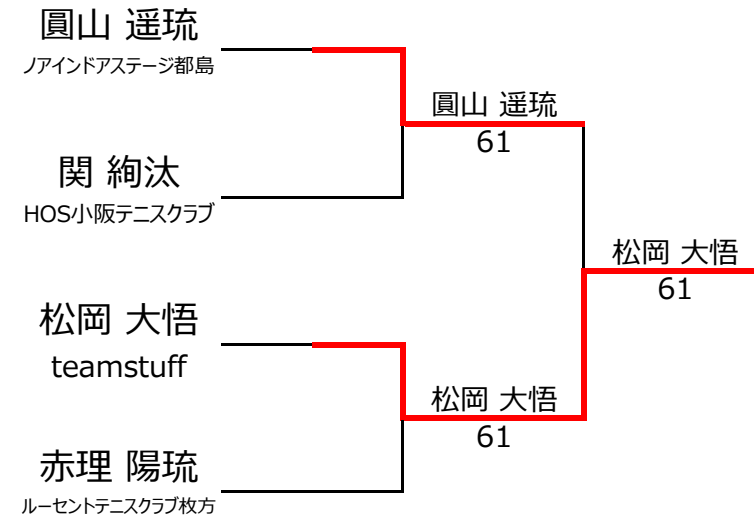 圓山 遥琉
ノアインドアステージ都島
圓山 遥琉
61
関 絢汰
HOS小阪テニスクラブ
松岡 大悟
61
松岡 大悟
teamstuff
松岡 大悟
61
赤理 陽琉
ルーセントテニスクラブ枚方